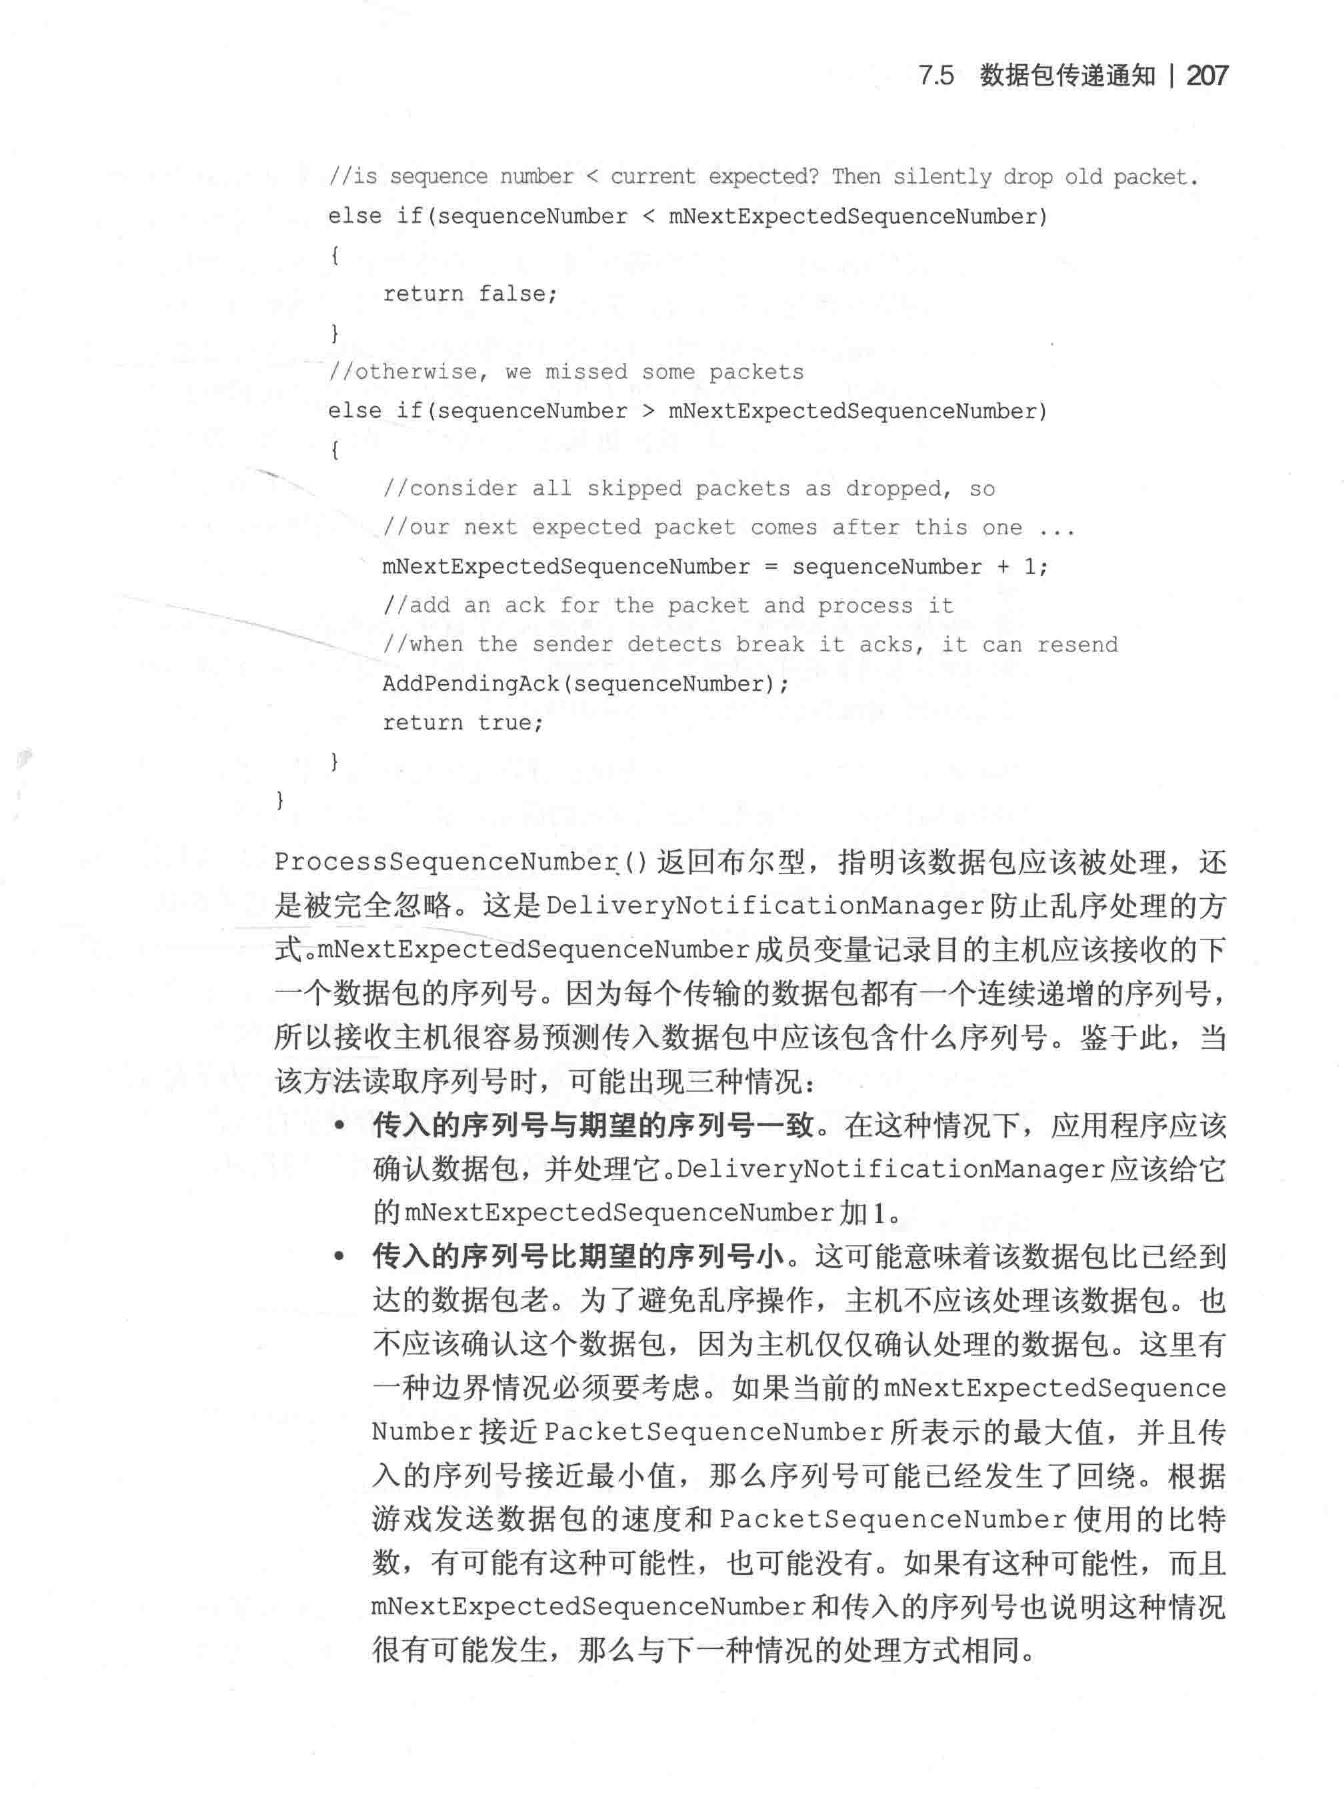 7.5 数据包传递通知 | 207
//is sequence number < current expected? Then silently drop old packet.
else if(sequenceNumber < mNextExpectedSequenceNumber)
{
return false;
}
//otherwise, we missed some packets
else if(sequenceNumber > mNextExpectedSequenceNumber)
{
//consider all skipped packets as dropped, so
//our next expected packet comes after this one ...
mNextExpectedSequenceNumber = sequenceNumber + 1;
//add an ack for the packet and process it
//when the sender detects break it acks, it can resend
AddPendingAck(sequenceNumber);
return true;
}
}
ProcessSequenceNumber()返回布尔型，指明该数据包应该被处理，还
是被完全忽略。这是DeliveryNotificationManager防止乱序处理的方
式。mNextExpectedSequenceNumber成员变量记录目的主机应该接收的下
一个数据包的序列号。因为每个传输的数据包都有一个连续递增的序列号，
所以接收主机很容易预测传入数据包中应该包含什么序列号。鉴于此，当
该方法读取序列号时，可能出现三种情况：
• 传入的序列号与期望的序列号一致。在这种情况下，应用程序应该
确认数据包，并处理它。DeliveryNotificationManager应该给它
的mNextExpectedSequenceNumber加1。
• 传入的序列号比期望的序列号小。这可能意味着该数据包比已经到
达的数据包老。为了避免乱序操作，主机不应该处理该数据包。也
不应该确认这个数据包，因为主机仅仅确认处理的数据包。这里有
一种边界情况必须要考虑。如果当前的mNextExpectedSequence
Number接近PacketSequenceNumber所表示的最大值，并且传
入的序列号接近最小值，那么序列号可能已经发生了回绕。根据
游戏发送数据包的速度和PacketSequenceNumber使用的比特
数，有可能有这种可能性，也可能没有。如果有这种可能性，而且
mNextExpectedSequenceNumber和传入的序列号也说明这种情况
很有可能发生，那么与下一种情况的处理方式相同。